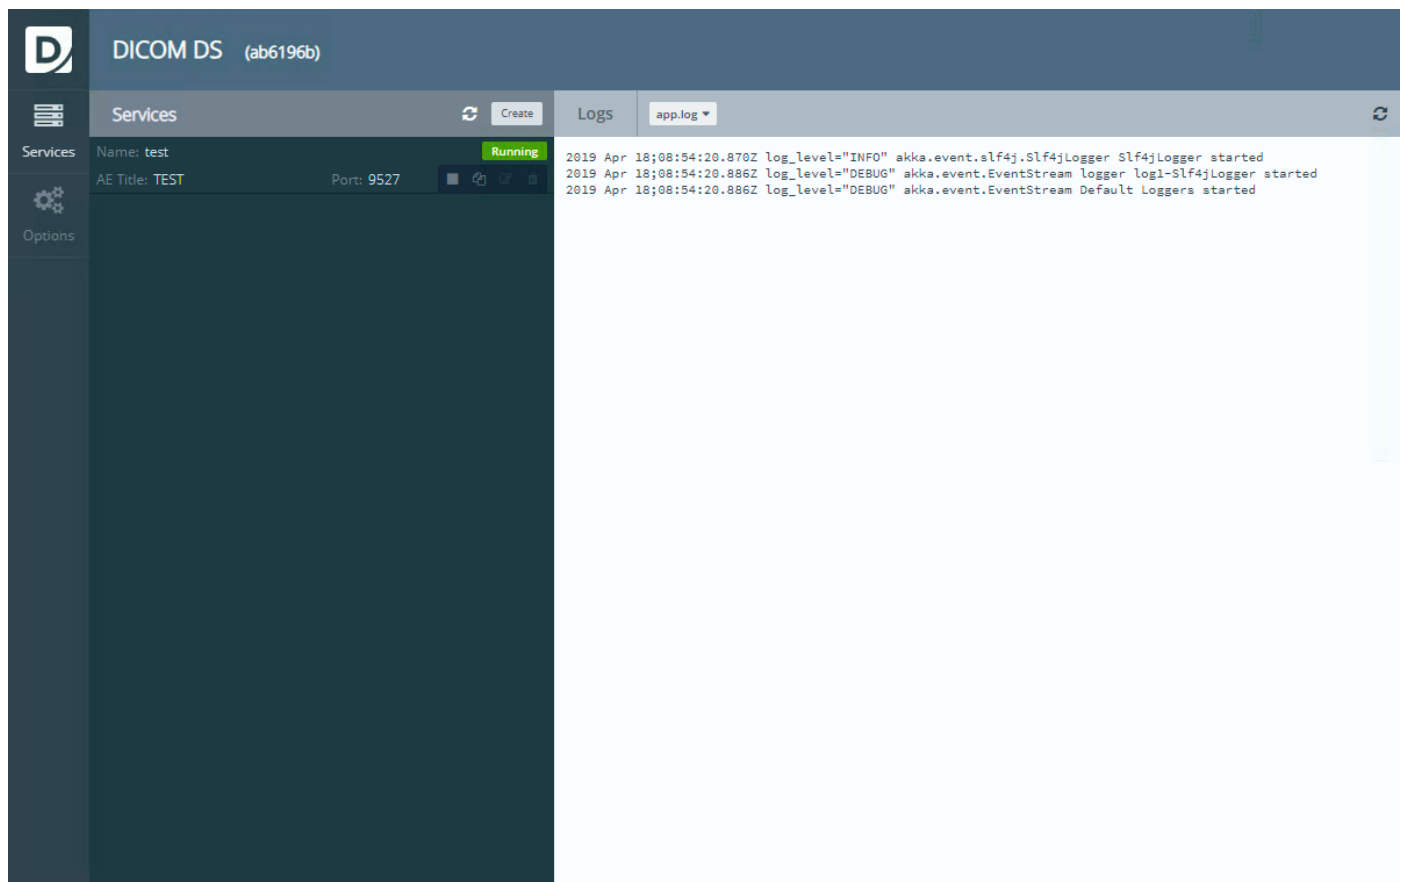 D
DICOM DS (ab6196b)
Services
Create
Logs
app.log
Services
Name: test
Running
AE Title: TEST
Port: 9527
Options
2019 Apr 18;08:54:20.870Z log_level="INFO" akka.event.slf4j.Slf4jLogger Slf4jLogger started
2019 Apr 18;08:54:20.886Z log_level="DEBUG" akka.event.EventStream logger log1-Slf4jLogger started
2019 Apr 18;08:54:20.886Z log_level="DEBUG" akka.event.EventStream Default Loggers started